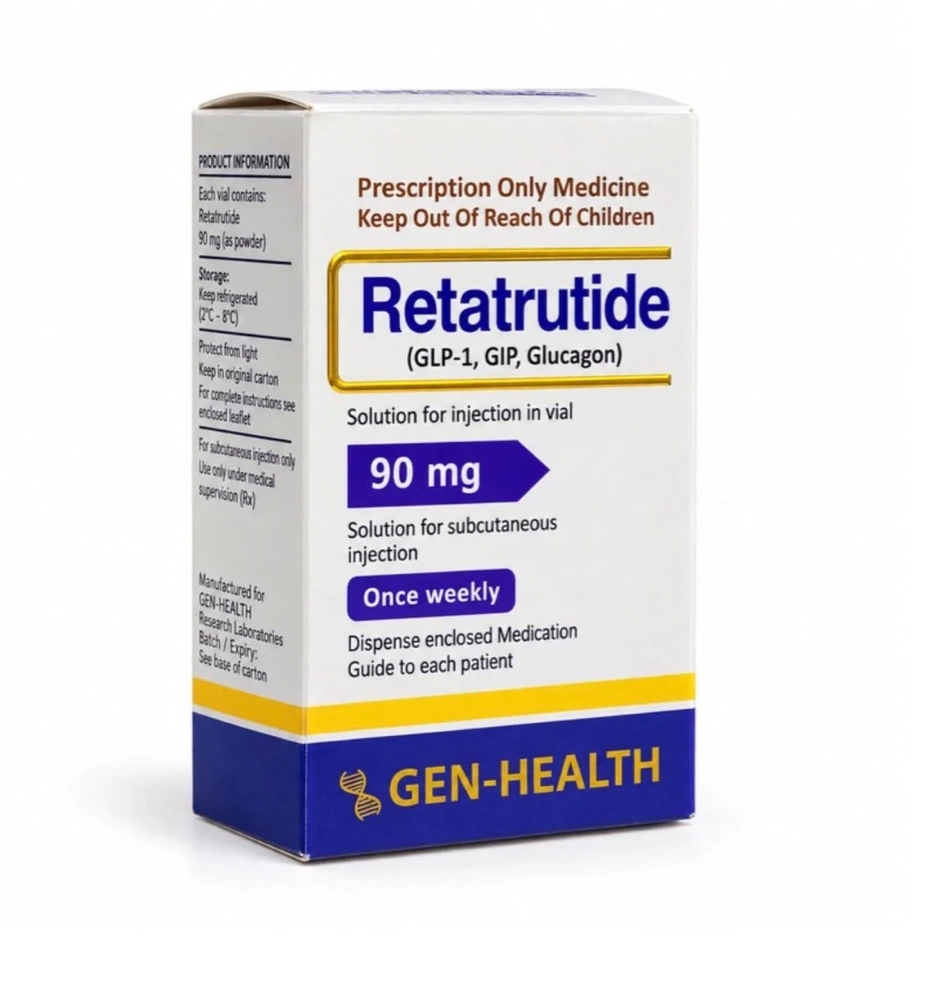 PRODUCT INFORMATION
Each vial contains:
Retatrutide
90 mg (as powder)
Storage:
Keep refrigerated
(2°C - 8°C)
Protect from light
Keep in original carton
For complete instructions see
enclosed leaflet
For subcutaneous injection only
Use only under medical
supervision (Rx)
Manufactured for
GEN-HEALTH
Research Laboratories
Batch / Expiry:
See base of carton
Prescription Only Medicine
Keep Out Of Reach Of Children
Retatrutide
(GLP-1, GIP, Glucagon)
Solution for injection in vial
90 mg
Solution for subcutaneous
injection
Once weekly
Dispense enclosed Medication
Guide to each patient
GEN-HEALTH